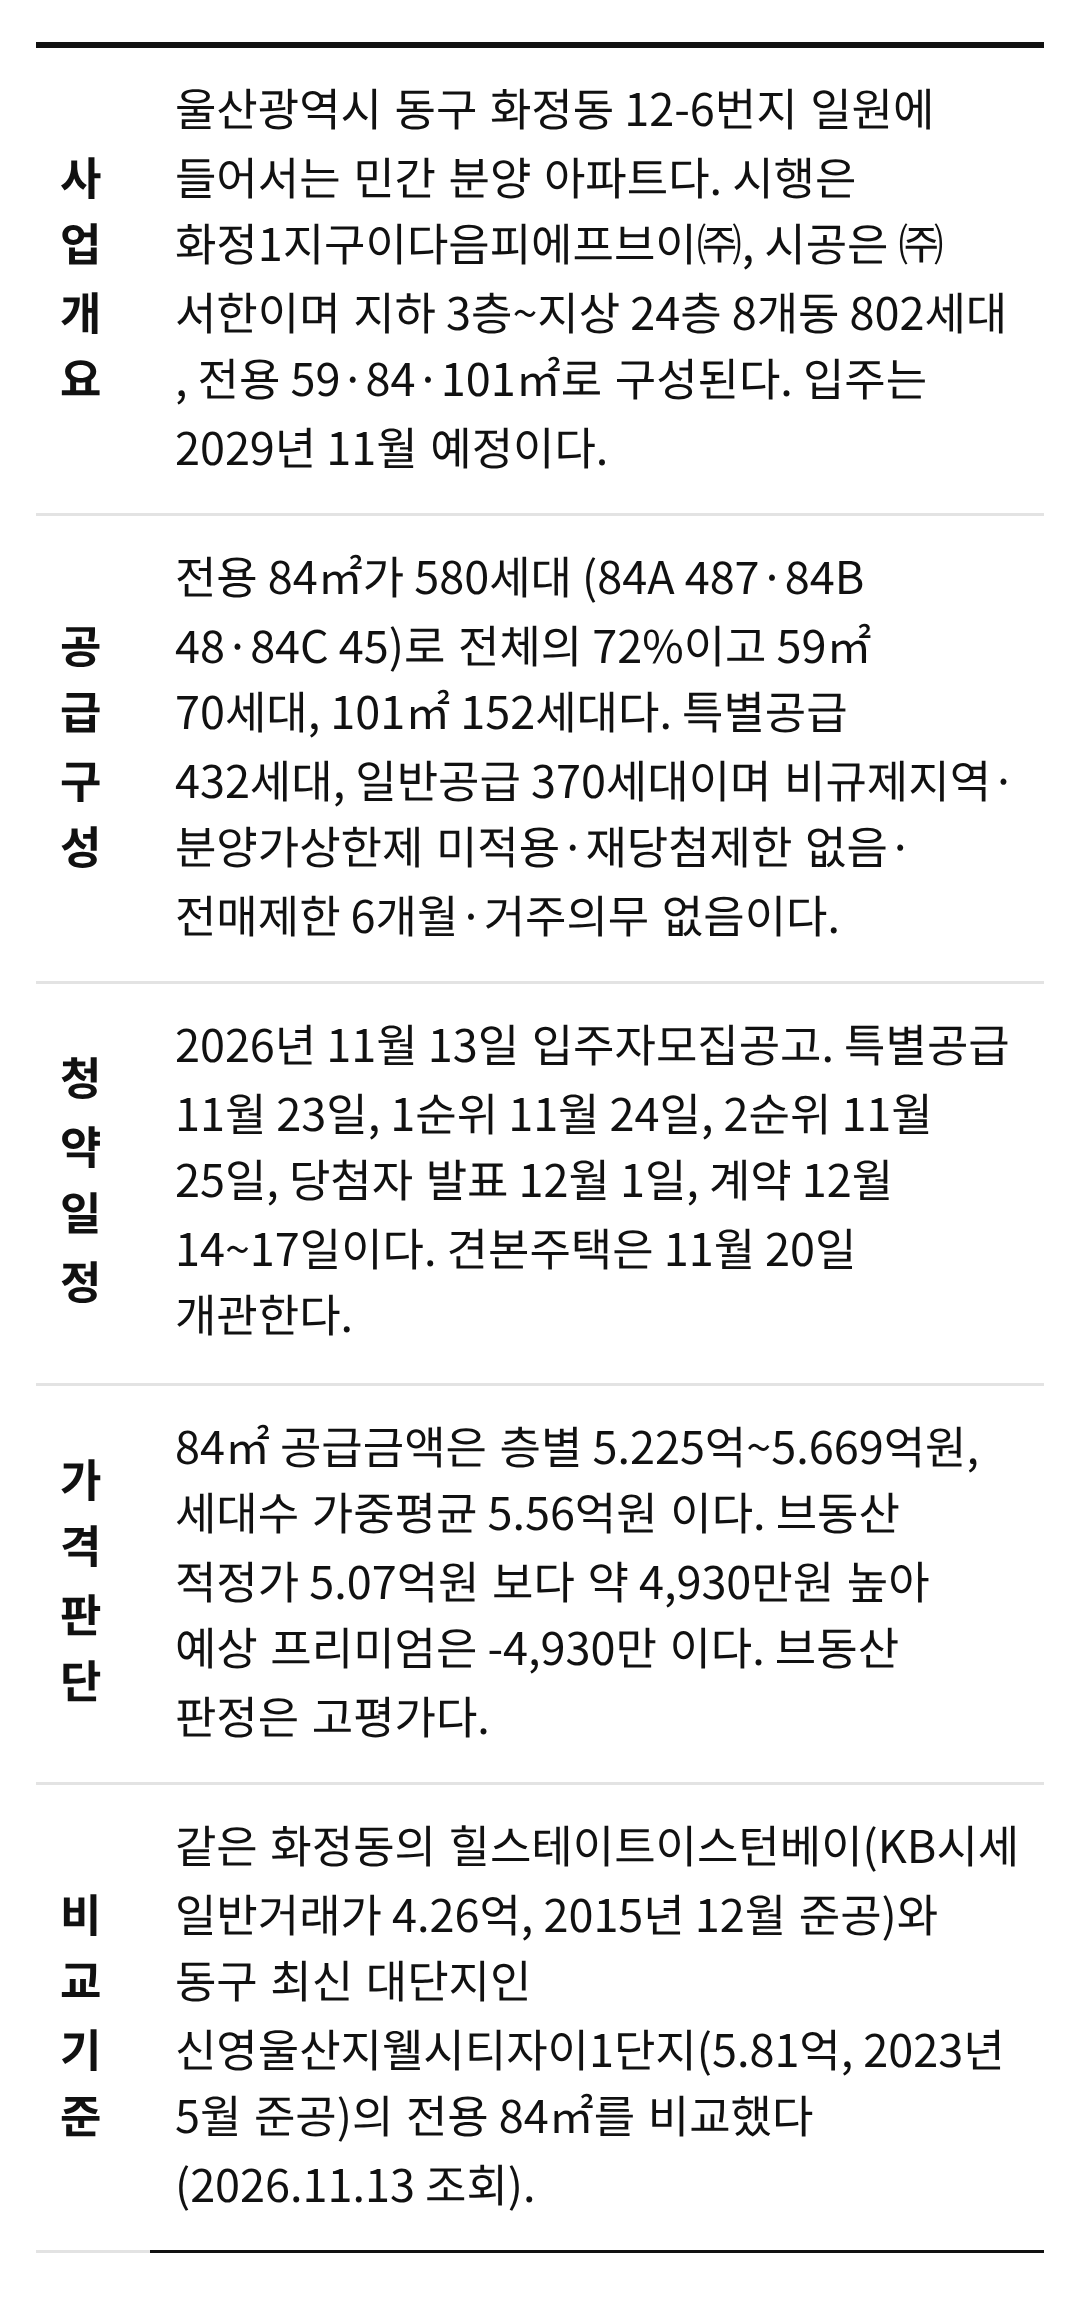 사
업
개
요
울산광역시 동구 화정동 12-6번지 일원에
들어서는 민간 분양 아파트다. 시행은
화정1지구이다음피에프브이㈜, 시공은 ㈜
서한이며 지하 3층~지상 24층 8개동 802세대
, 전용 59·84·101㎡로 구성된다. 입주는
2029년 11월 예정이다.
공
급
구
성
전용 84㎡가 580세대 (84A 487·84B
48·84C 45)로 전체의 72%이고 59㎡
70세대, 101㎡ 152세대다. 특별공급
432세대, 일반공급 370세대이며 비규제지역·
분양가상한제 미적용·재당첨제한 없음·
전매제한 6개월·거주의무 없음이다.
청
약
일
정
2026년 11월 13일 입주자모집공고. 특별공급
11월 23일, 1순위 11월 24일, 2순위 11월
25일, 당첨자 발표 12월 1일, 계약 12월
14~17일이다. 견본주택은 11월 20일
개관한다.
가
격
판
단
84㎡ 공급금액은 층별 5.225억~5.669억원,
세대수 가중평균 5.56억원 이다. 브동산
적정가 5.07억원 보다 약 4,930만원 높아
예상 프리미엄은 -4,930만 이다. 브동산
판정은 고평가다.
비
교
기
준
같은 화정동의 힐스테이트이스턴베이(KB시세
일반거래가 4.26억, 2015년 12월 준공)와
동구 최신 대단지인
신영울산지웰시티자이1단지(5.81억, 2023년
5월 준공)의 전용 84㎡를 비교했다
(2026.11.13 조회).